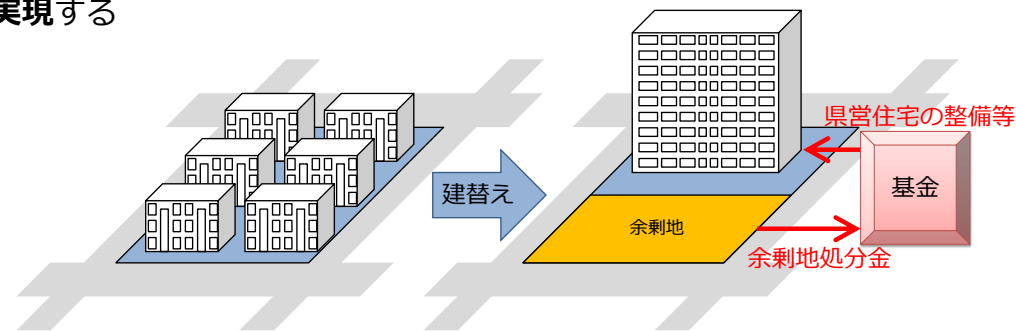 実現する
県営住宅の整備等
建替え
基金
余剰地
余剰地処分金